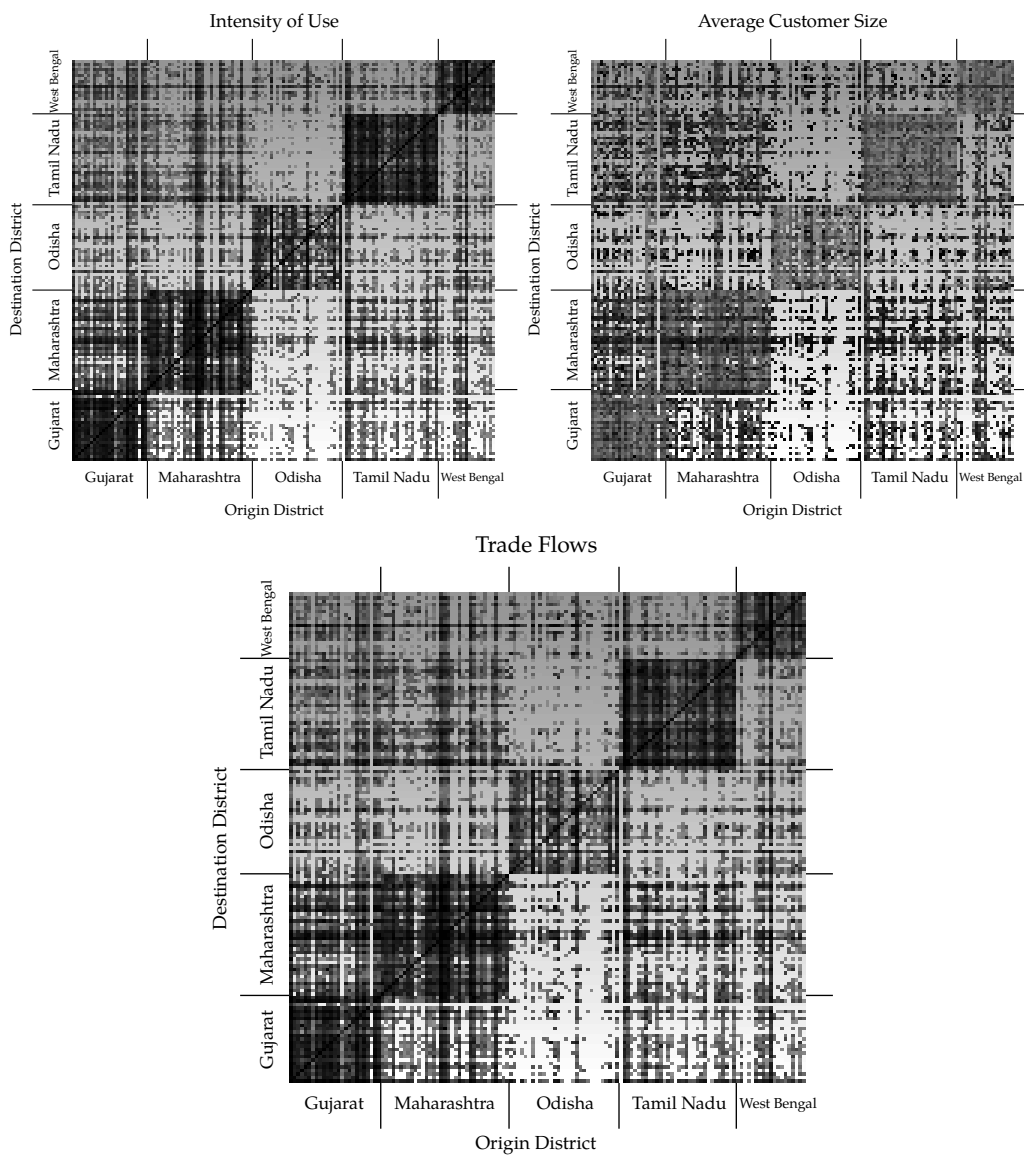 Intensity of Use
Destination District
West Bengal
Tamil Nadu
Odisha
Maharashtra
Gujarat
Gujarat Maharashtra Odisha Tamil Nadu West Bengal
Origin District
Average Customer Size
Destination District
West Bengal
Tamil Nadu
Odisha
Maharashtra
Gujarat
Gujarat Maharashtra Odisha Tamil Nadu West Bengal
Origin District
Trade Flows
Destination District
West Bengal
Tamil Nadu
Odisha
Maharashtra
Gujarat
Gujarat Maharashtra Odisha Tamil Nadu West Bengal
Origin District